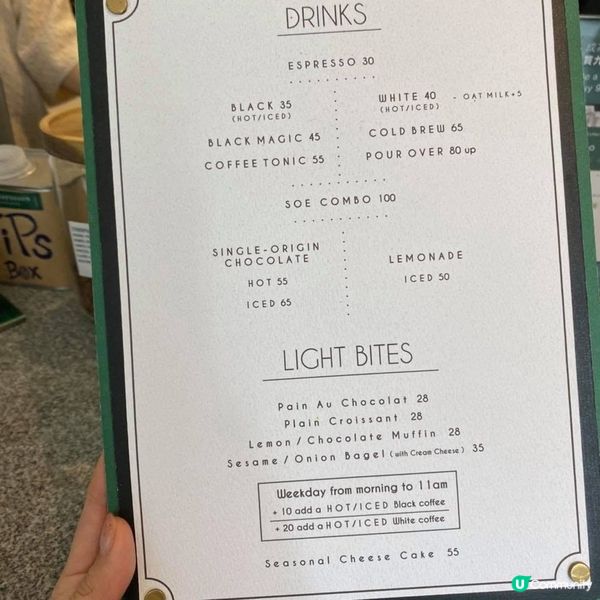 DRINKS
ESPRESSO 30
BLACK 35
(HOT/ICED)
WHITE 40 - OAT MILK+5
(HOT/ICED)
BLACK MAGIC 45
COLD BREW 65
COFFEE TONIC 55
POUR OVER 80 up
SOE COMBO 100
SINGLE-ORIGIN
CHOCOLATE
HOT 55
ICED 65
LEMONADE
ICED 50
LIGHT BITES
Pain Au Chocolat 28
Plain Croissant 28
Lemon / Chocolate Muffin 28
Sesame / Onion Bagel (with Cream Cheese) 35
Weekday from morning to 11am
+ 10 add a HOT/ICED Black coffee
+ 20 add a HOT/ICED White coffee
Seasonal Cheese Cake 55
TiPs
Box
U Community